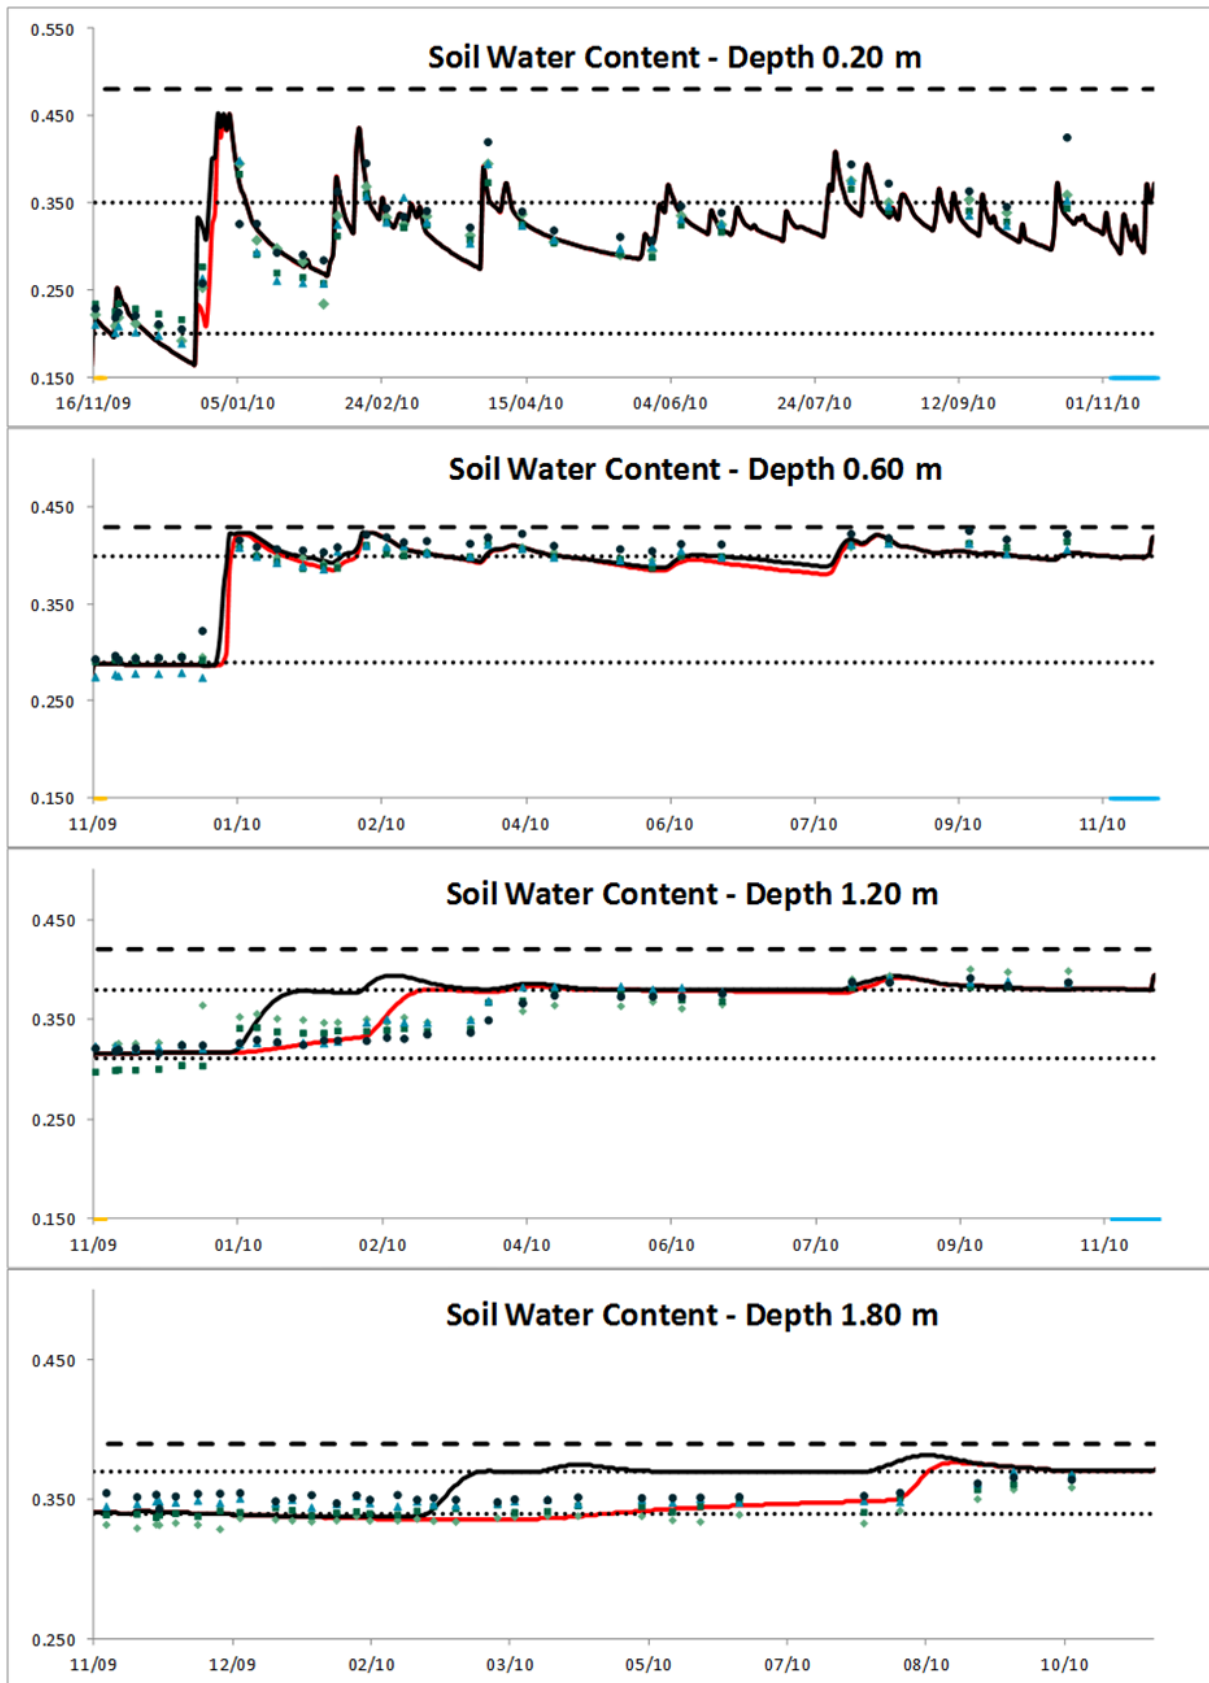 Soil Water Content - Depth 0.20 m
0.550
0.450
0.350
0.250
0.150
16/11/09 05/01/10 24/02/10 15/04/10 04/06/10 24/07/10 12/09/10 01/11/10
Soil Water Content - Depth 0.60 m
0.450
0.350
0.250
0.150
11/09 01/10 02/10 04/10 06/10 07/10 09/10 11/10
Soil Water Content - Depth 1.20 m
0.450
0.350
0.250
0.150
11/09 01/10 02/10 04/10 06/10 07/10 09/10 11/10
Soil Water Content - Depth 1.80 m
0.450
0.350
0.250
11/09 12/09 02/10 03/10 05/10 07/10 08/10 10/10